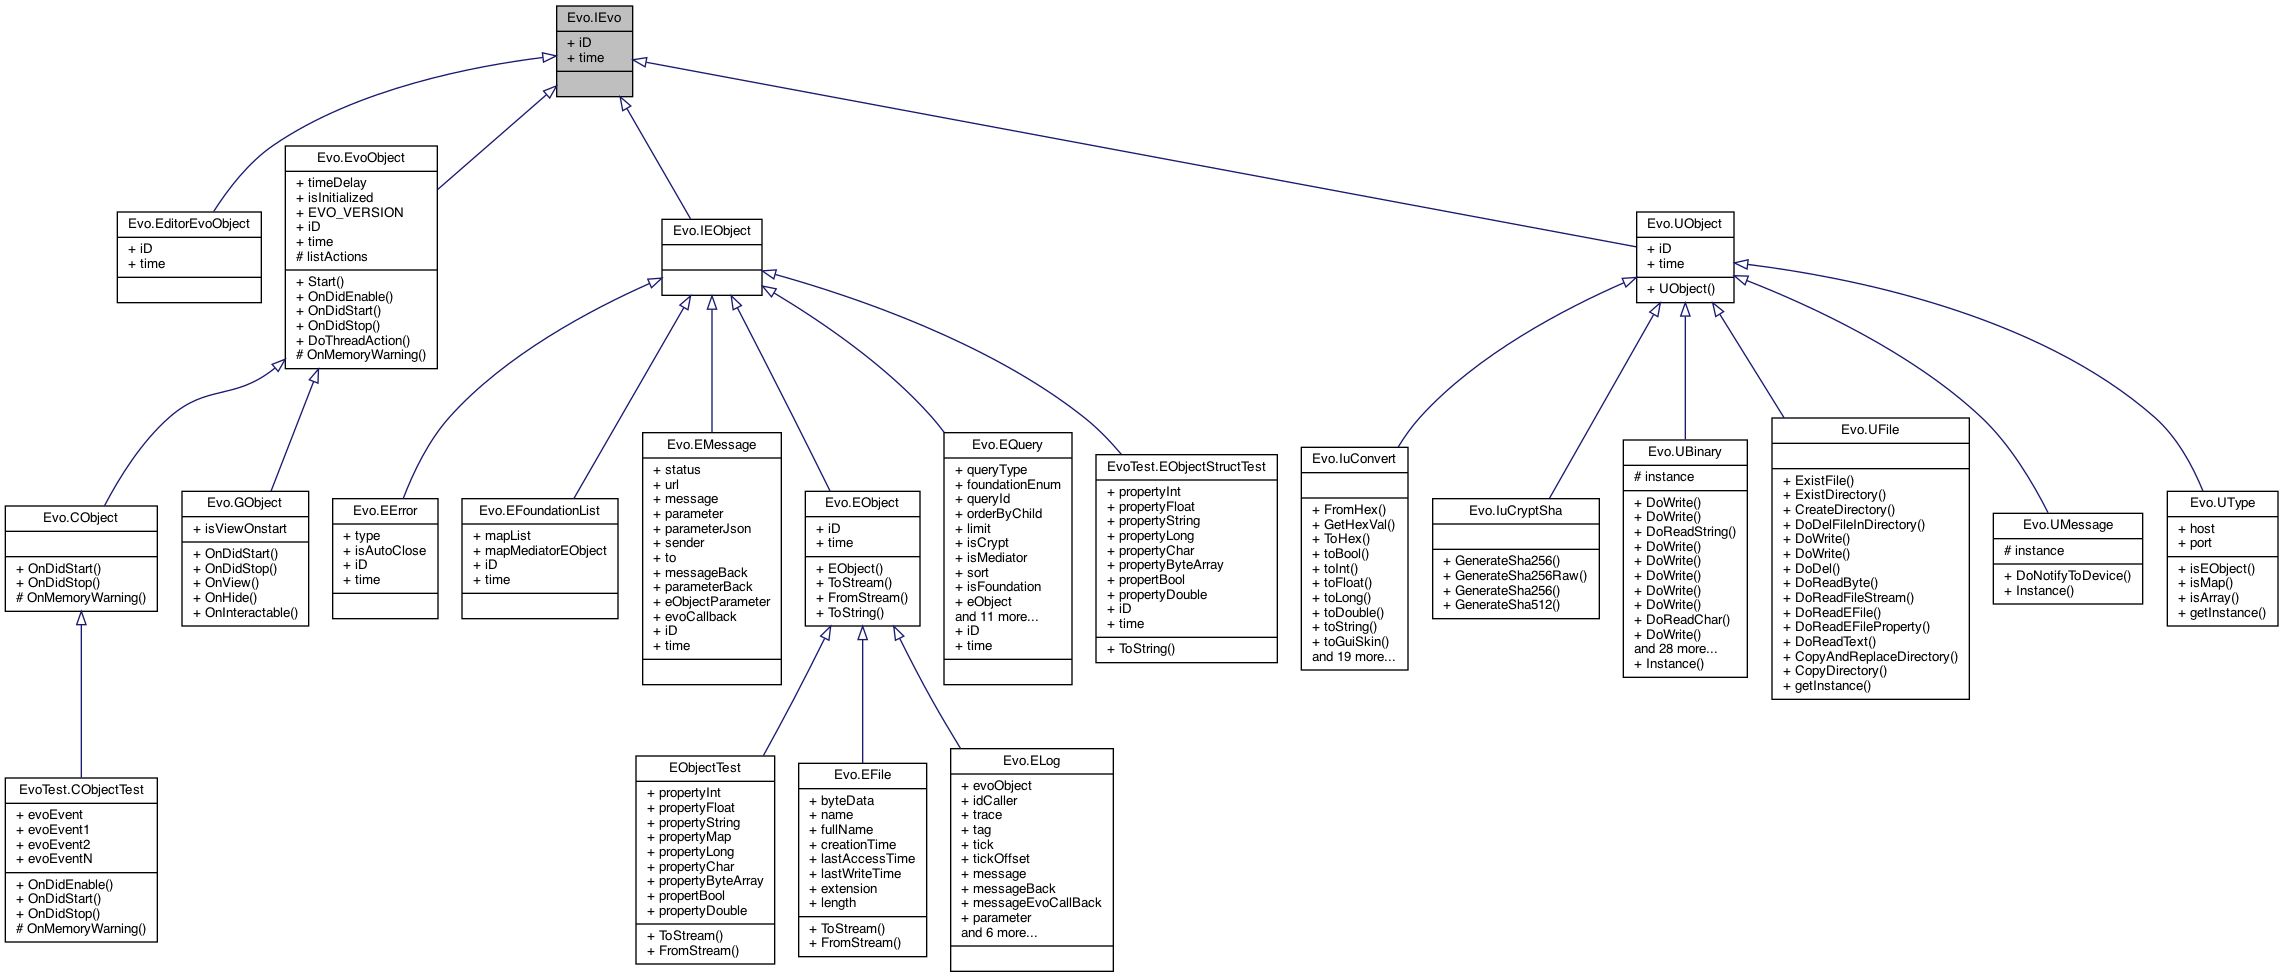 Evo.IEvo
+ iD
+ time
Evo.EditorEvoObject
+ iD
+ time
Evo.EvoObject
+ timeDelay
+ isInitialized
+ EVO_VERSION
+ iD
+ time
# listActions
+ Start()
+ OnDidEnable()
+ OnDidStart()
+ OnDidStop()
+ DoThreadAction()
# OnMemoryWarning()
Evo.IEObject
Evo.UObject
+ iD
+ time
+ UObject()
Evo.CObject
+ OnDidStart()
+ OnDidStop()
# OnMemoryWarning()
Evo.GObject
+ isViewOnstart
+ OnDidStart()
+ OnDidStop()
+ OnView()
+ OnHide()
+ OnInteractable()
Evo.EError
+ type
+ isAutoClose
+ iD
+ time
Evo.EFoundationList
+ mapList
+ mapMediatorEObject
+ iD
+ time
Evo.EMessage
+ status
+ url
+ message
+ parameter
+ parameterJson
+ sender
+ to
+ messageBack
+ parameterBack
+ eObjectParameter
+ evoCallback
+ iD
+ time
Evo.EObject
+ iD
+ time
+ EObject()
+ ToStream()
+ FromStream()
+ ToString()
Evo.EQuery
+ queryType
+ foundationEnum
+ queryId
+ orderByChild
+ limit
+ isCrypt
+ isMediator
+ sort
+ isFoundation
+ eObject
and 11 more...
+ iD
+ time
EvoTest.EObjectStructTest
+ propertyInt
+ propertyFloat
+ propertyString
+ propertyLong
+ propertyChar
+ propertyByteArray
+ propertBool
+ propertyDouble
+ iD
+ time
+ ToString()
Evo.IuConvert
+ FromHex()
+ GetHexVal()
+ ToHex()
+ toBool()
+ toInt()
+ toFloat()
+ toLong()
+ toDouble()
+ toString()
+ toGuiSkin()
and 19 more...
Evo.IuCryptSha
+ GenerateSha256()
+ GenerateSha256Raw()
+ GenerateSha256()
+ GenerateSha512()
Evo.UBinary
# instance
+ DoWrite()
+ DoWrite()
+ DoReadString()
+ DoWrite()
+ DoWrite()
+ DoWrite()
+ DoWrite()
+ DoWrite()
+ DoReadChar()
+ DoWrite()
and 28 more...
+ Instance()
Evo.UFile
+ ExistFile()
+ ExistDirectory()
+ CreateDirectory()
+ DoDelFileInDirectory()
+ DoWrite()
+ DoWrite()
+ DoDel()
+ DoReadByte()
+ DoReadFileStream()
+ DoReadEFile()
+ DoReadEFileProperty()
+ DoReadText()
+ CopyAndReplaceDirectory()
+ CopyDirectory()
+ getInstance()
Evo.UMessage
# instance
+ DoNotifyToDevice()
+ Instance()
Evo.UType
+ host
+ port
+ isEObject()
+ isMap()
+ isArray()
+ getInstance()
EvoTest.CObjectTest
+ evoEvent
+ evoEvent1
+ evoEvent2
+ evoEventN
+ OnDidEnable()
+ OnDidStart()
+ OnDidStop()
# OnMemoryWarning()
EObjectTest
+ propertyInt
+ propertyFloat
+ propertyString
+ propertyMap
+ propertyLong
+ propertyChar
+ propertyByteArray
+ propertBool
+ propertyDouble
+ ToStream()
+ FromStream()
Evo.EFile
+ byteData
+ name
+ fullName
+ creationTime
+ lastAccessTime
+ lastWriteTime
+ extension
+ length
+ ToStream()
+ FromStream()
Evo.ELog
+ evoObject
+ idCaller
+ trace
+ tag
+ tick
+ tickOffset
+ message
+ messageBack
+ messageEvoCallBack
+ parameter
and 6 more...